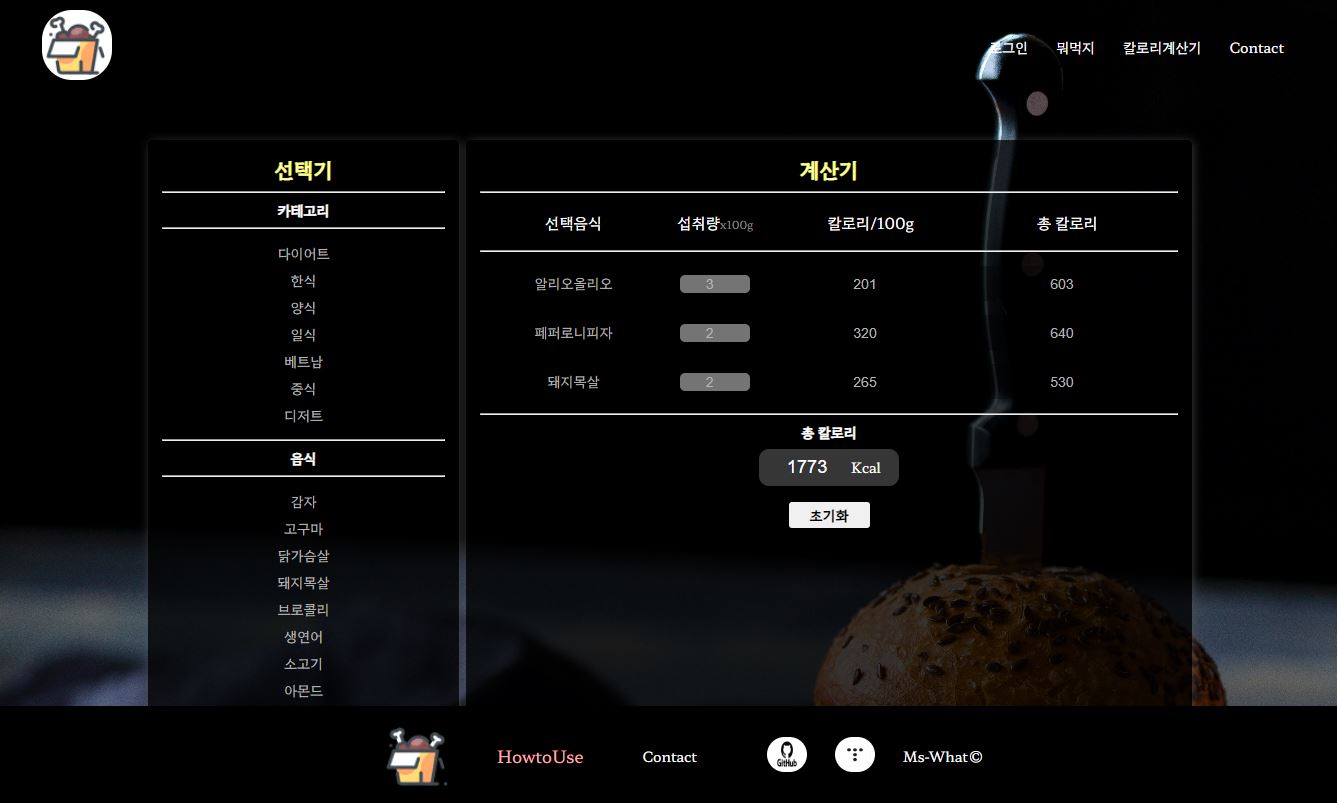 로그인 뭐먹지 칼로리계산기 Contact
선택기
카테고리
다이어트
한식
양식
일식
베트남
중식
디저트
음식
감자
고구마
닭가슴살
돼지목살
브로콜리
생연어
소고기
아몬드
계산기
선택음식 섭취량x100g 칼로리/100g 총 칼로리
알리오올리오 3 201 603
페퍼로니피자 2 320 640
돼지목살 2 265 530
총 칼로리
1773 Kcal
초기화
HowtoUse Contact GitHub Ms-What©